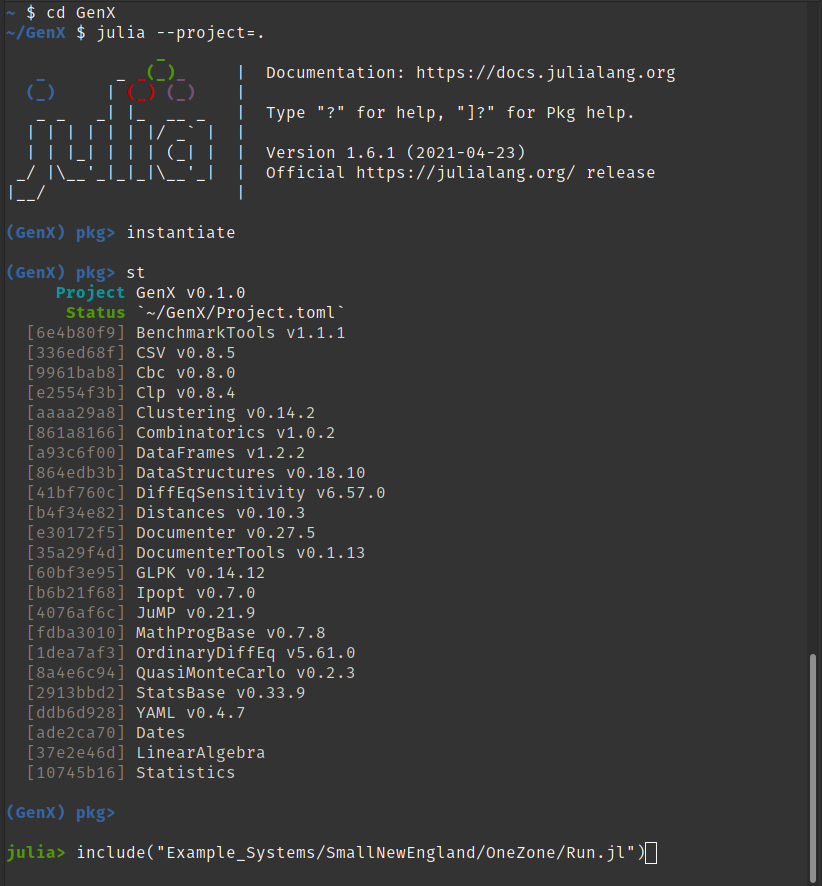 ~ $ cd GenX
~/GenX $ julia --project=.
               _
   _       _ _(_)_     |  Documentation: https://docs.julialang.org
  (_)     | (_) (_)    |
   _ _   _| |_  __ _   |  Type "?" for help, "]?" for Pkg help.
  | | | | | | |/ _` |  |
  | | |_| | | | (_| |  |  Version 1.6.1 (2021-04-23)
 _/ |\__'_|_|_|\__'_|  |  Official https://julialang.org/ release
|__/                   |
(GenX) pkg> instantiate
(GenX) pkg> st
     Project GenX v0.1.0
      Status `~/GenX/Project.toml`
  [6e4b80f9] BenchmarkTools v1.1.1
  [336ed68f] CSV v0.8.5
  [9961bab8] Cbc v0.8.0
  [e2554f3b] Clp v0.8.4
  [aaaa29a8] Clustering v0.14.2
  [861a8166] Combinatorics v1.0.2
  [a93c6f00] DataFrames v1.2.2
  [864edb3b] DataStructures v0.18.10
  [41bf760c] DiffEqSensitivity v6.57.0
  [b4f34e82] Distances v0.10.3
  [e30172f5] Documenter v0.27.5
  [35a29f4d] DocumenterTools v0.1.13
  [60bf3e95] GLPK v0.14.12
  [b6b21f68] Ipopt v0.7.0
  [4076af6c] JuMP v0.21.9
  [fdba3010] MathProgBase v0.7.8
  [1dea7af3] OrdinaryDiffEq v5.61.0
  [8a4e6c94] QuasiMonteCarlo v0.2.3
  [2913bbd2] StatsBase v0.33.9
  [ddb6d928] YAML v0.4.7
  [ade2ca70] Dates
  [37e2e46d] LinearAlgebra
  [10745b16] Statistics
(GenX) pkg>
julia> include("Example_Systems/SmallNewEngland/OneZone/Run.jl")